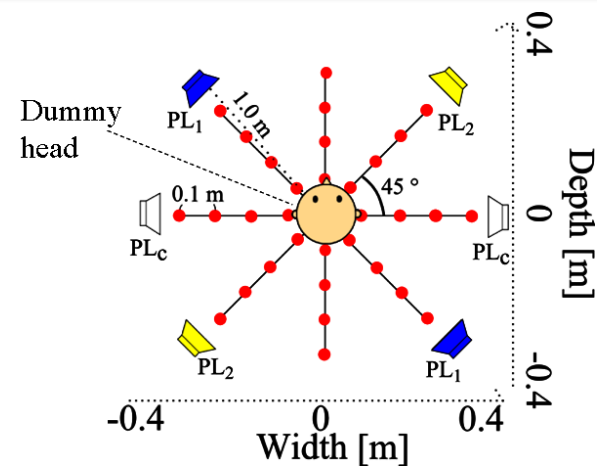 0.4
Dummy
head
PL1
1.0 m
PL2
45 °
0.1 m
PLC
PLC
0
Depth [m]
PL2
PL1
-0.4
-0.4
0
0.4
Width [m]